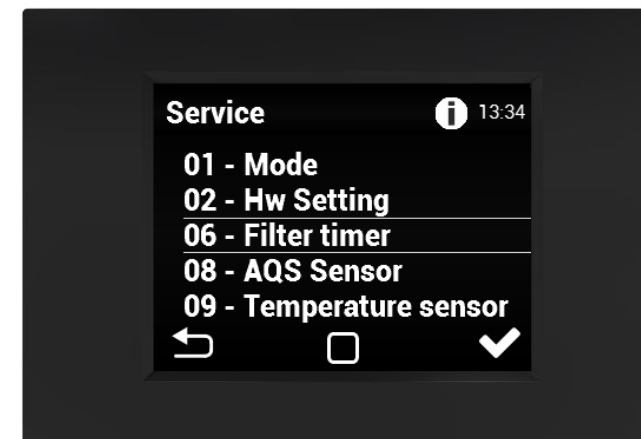 Service
13:34
01 - Mode
02 - Hw Setting
06 - Filter timer
08 - AQS Sensor
09 - Temperature sensor